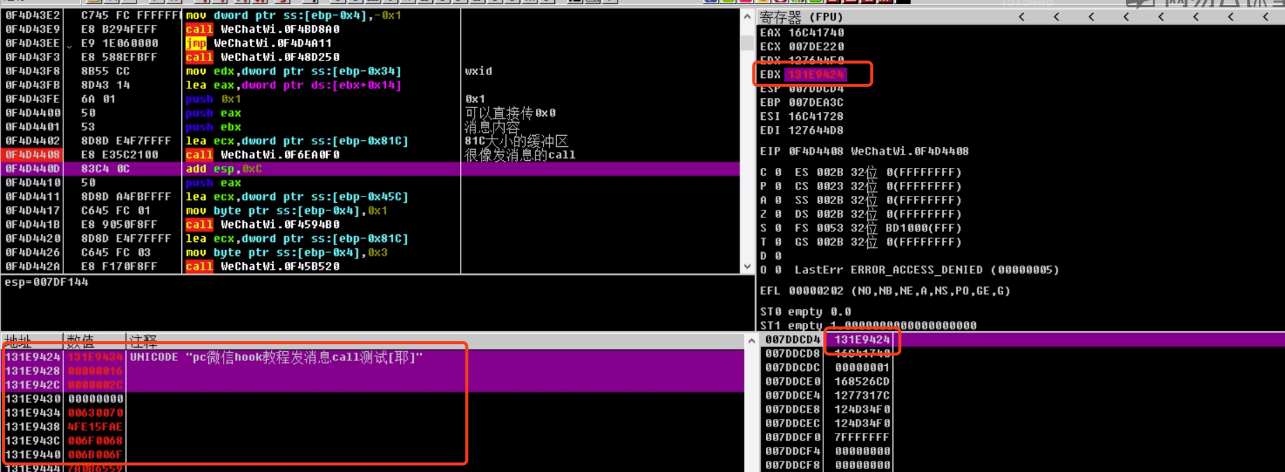 寄存器 (FPU) < < < < < < < <
0F4D43E2 C745 FC FFFFFFF mov dword ptr ss:[ebp-0x4],-0x1
0F4D43E9 E8 B294FEFF call WeChatWi.0F4BD8A0
0F4D43EE E9 1E060000 jmp WeChatWi.0F4D4A11
0F4D43F3 E8 588EFBFF call WeChatWi.0F48D250
0F4D43F8 8B55 CC mov edx,dword ptr ss:[ebp-0x34] wxid
0F4D43FB 8D43 14 lea eax,dword ptr ds:[ebx+0x14]
0F4D43FE 6A 01 push 0x1 0x1
0F4D4400 50 push eax 可以直接传0x0
0F4D4401 53 push ebx 消息内容
0F4D4402 8D8D E4F7FFFF lea ecx,dword ptr ss:[ebp-0x81C] 81C大小的缓冲区
0F4D4408 E8 E35C2100 call WeChatWi.0F6EA0F0 很像发消息的call
0F4D440D 83C4 0C add esp,0xC
0F4D4410 50 push eax
0F4D4411 8D8D A4FBFFFF lea ecx,dword ptr ss:[ebp-0x45C]
0F4D4417 C645 FC 01 mov byte ptr ss:[ebp-0x4],0x1
0F4D441B E8 9050F8FF call WeChatWi.0F4594B0
0F4D4420 8D8D E4F7FFFF lea ecx,dword ptr ss:[ebp-0x81C]
0F4D4426 C645 FC 03 mov byte ptr ss:[ebp-0x4],0x3
0F4D442A E8 F170F8FF call WeChatWi.0F45B520
esp=007DF144
EAX 16C41740
ECX 007DE220
EDX 127644F0
EBX 131E9424
ESP 007DDCD4
EBP 007DEA3C
ESI 16C41728
EDI 127644D8
EIP 0F4D4408 WeChatWi.0F4D4408
C 0 ES 002B 32位 0(FFFFFFFF)
P 0 CS 0023 32位 0(FFFFFFFF)
A 0 SS 002B 32位 0(FFFFFFFF)
Z 0 DS 002B 32位 0(FFFFFFFF)
S 0 FS 0053 32位 BD1000(FFF)
T 0 GS 002B 32位 0(FFFFFFFF)
D 0
O 0 LastErr ERROR_ACCESS_DENIED (00000005)
EFL 00000202 (NO,NB,NE,A,NS,PO,GE,G)
ST0 empty 0.0
ST1 empty 1.0000000000000000000
地址 数值 注释
131E9424 131E9434 UNICODE "pc微信hook教程发消息call测试[耶]"
131E9428 00000016
131E942C 0000002C
131E9430 00000000
131E9434 00630070
131E9438 4FE15FAE
131E943C 006F0068
131E9440 006B006F
131E9444 7A0B6559
007DDCD4 131E9424
007DDCD8 16C41740
007DDCDC 00000001
007DDCE0 168526CD
007DDCE4 1277317C
007DDCE8 124D34F0
007DDCEC 124D34F0
007DDCF0 7FFFFFFF
007DDCF4 00000000
007DDCF8 00000000